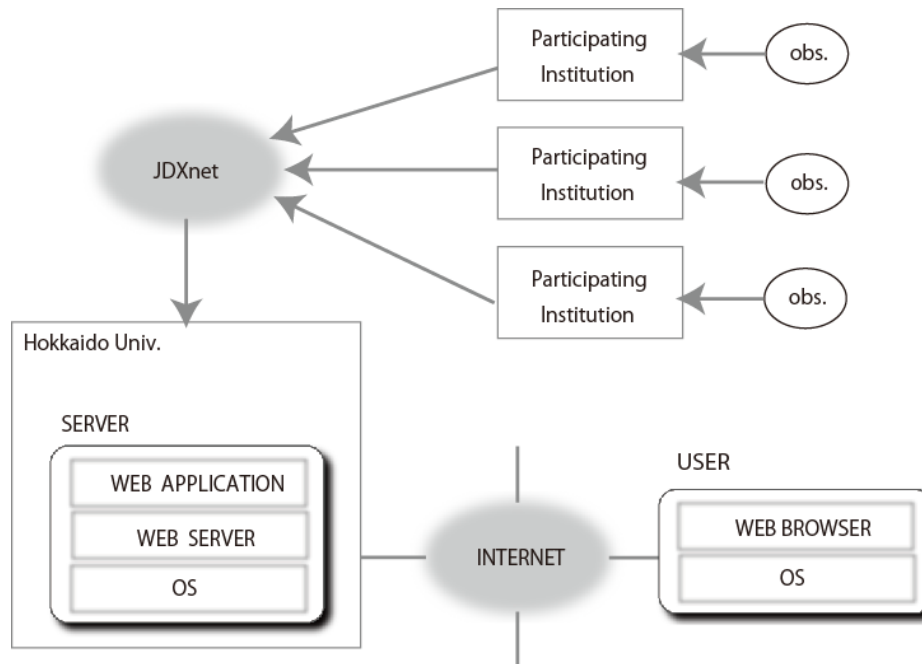 Participating
Institution
obs.
JDXnet
Participating
Institution
obs.
Participating
Institution
obs.
Hokkaido Univ.
SERVER
WEB APPLICATION
WEB SERVER
OS
INTERNET
USER
WEB BROWSER
OS